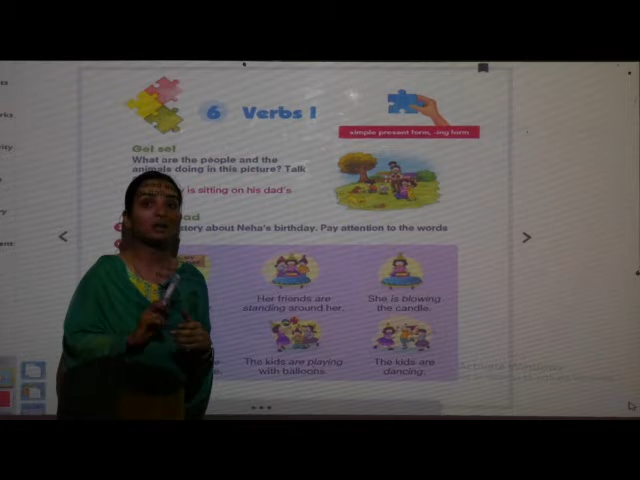 6 Verbs I
simple present form, -ing form
Get set
What are the people and the
animals doing in this picture? Talk
is sitting on his dad's
story about Neha's birthday. Pay attention to the words
Her friends are
standing around her.
She is blowing
the candle.
The kids are playing
with balloons.
The kids are
dancing.
Activate Windows